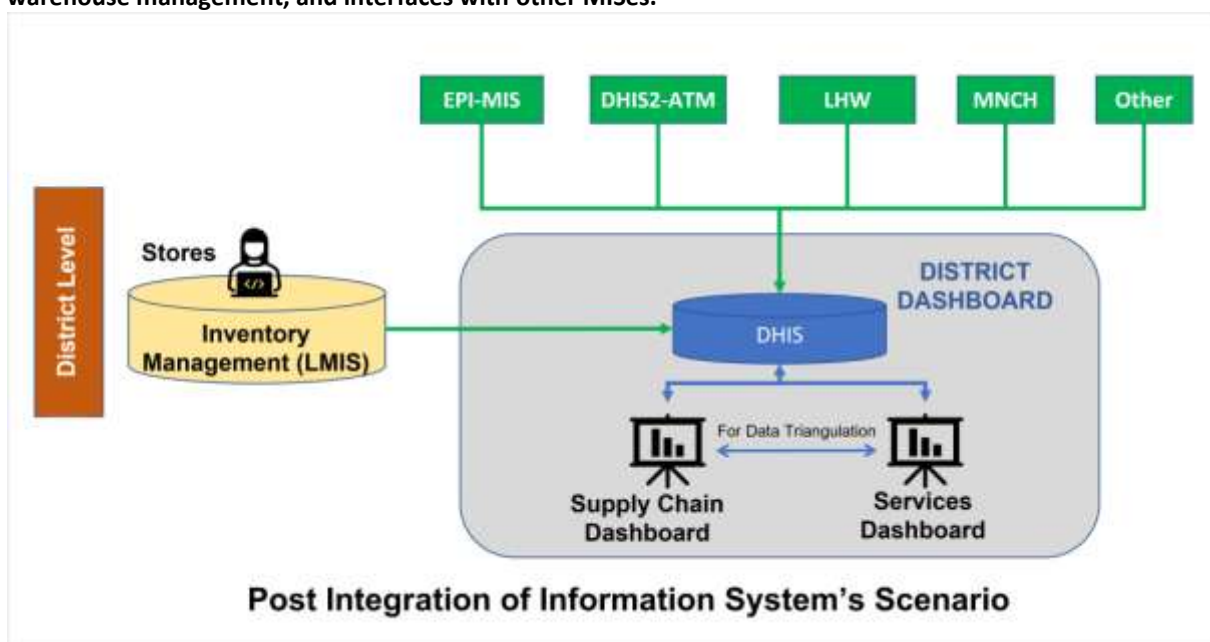 warehouse management, and interfaces with other MISes.
EPI-MIS
DHIS2-ATM
LHW
MNCH
Other
District Level
Stores
Inventory
Management (LMIS)
DISTRICT
DASHBOARD
DHIS
For Data Triangulation
Supply Chain
Dashboard
Services
Dashboard
Post Integration of Information System's Scenario